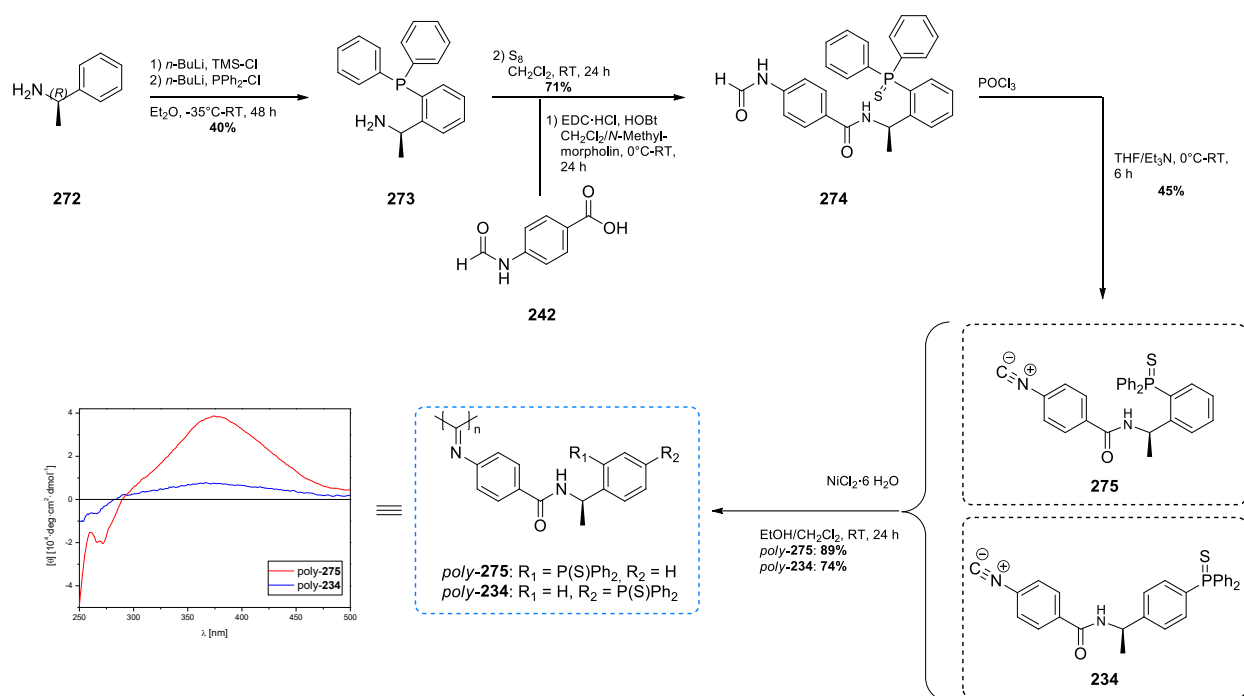 1) n-BuLi, TMS-Cl
2) n-BuLi, PPh2-Cl
Et2O, -35°C-RT, 48 h
40%
H2N
(R)
272
P
H2N
273
2) S8
CH2Cl2, RT, 24 h
71%
1) EDC·HCl, HOBt
CH2Cl2/N-Methyl-
morpholin, 0°C-RT,
24 h
O
OH
O
H
N
H
242
H
N
H
O
P
S
N
H
O
274
POCl3
THF/Et3N, 0°C-RT,
6 h
45%
⊖
C≡N
⊕
S
Ph2P
H
N
O
275
⊖
C≡N
⊕
S
P
Ph2
N
H
O
234
NiCl2·6 H2O
EtOH/CH2Cl2, RT, 24 h
poly-275: 89%
poly-234: 74%
n
N
H
N
O
R1
R2
poly-275: R1 = P(S)Ph2, R2 = H
poly-234: R1 = H, R2 = P(S)Ph2
[θ] [10⁴·deg·cm²·dmol⁻¹]
4
2
0
-2
-4
poly-275
poly-234
250 300 350 400 450 500
λ [nm]